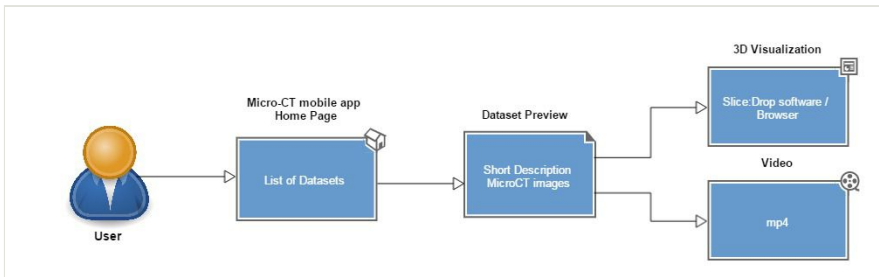 3D Visualization
Micro-CT mobile app
Home Page
Dataset Preview
Slice:Drop software /
Browser
List of Datasets
Short Description
MicroCT images
Video
User
mp4